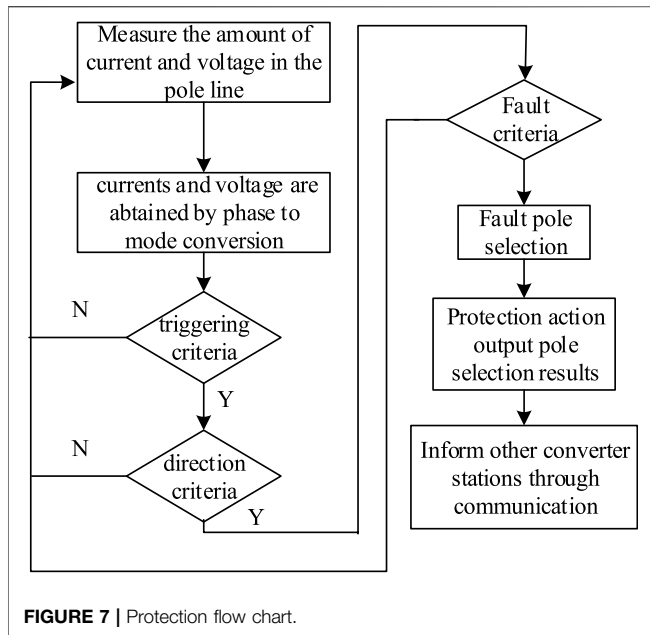 Measure the amount of
current and voltage in the
pole line
currents and voltage are
abtained by phase to
mode conversion
N
triggering
criteria
Y
N
direction
criteria
Y
Fault
criteria
Fault pole
selection
Protection action
output pole
selection results
Inform other converter
stations through
communication
FIGURE 7 | Protection flow chart.